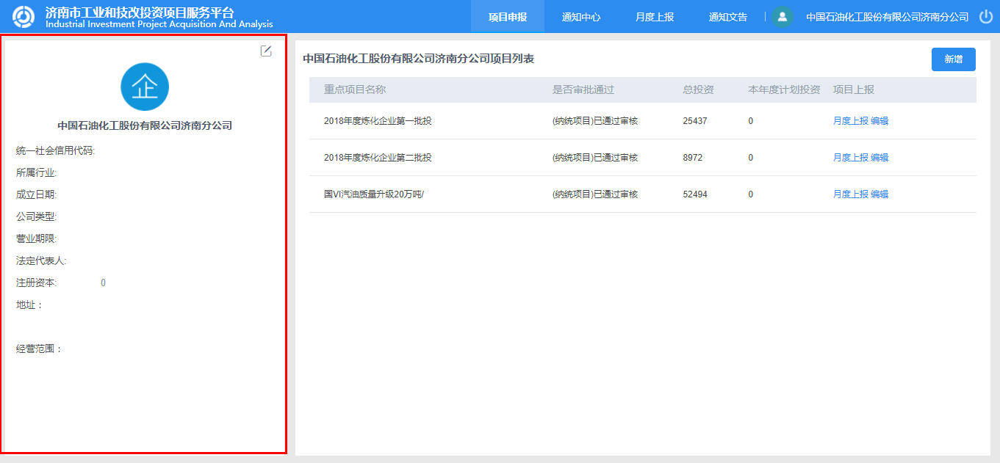 济南市工业和技改投资项目服务平台
Industrial Investment Project Acquisition And Analysis
项目申报 通知中心 月度上报 通知文告 中国石油化工股份有限公司济南分公司
企
中国石油化工股份有限公司济南分公司
统一社会信用代码:
所属行业:
成立日期:
公司类型:
营业期限:
法定代表人:
注册资本: 0
地址：
经营范围：
中国石油化工股份有限公司济南分公司项目列表
新增
重点项目名称 是否审批通过 总投资 本年度计划投资 项目上报
2018年度炼化企业第一批投 (纳统项目)已通过审核 25437 0 月度上报 编辑
2018年度炼化企业第二批投 (纳统项目)已通过审核 8972 0 月度上报 编辑
国VI汽油质量升级20万吨/ (纳统项目)已通过审核 52494 0 月度上报 编辑